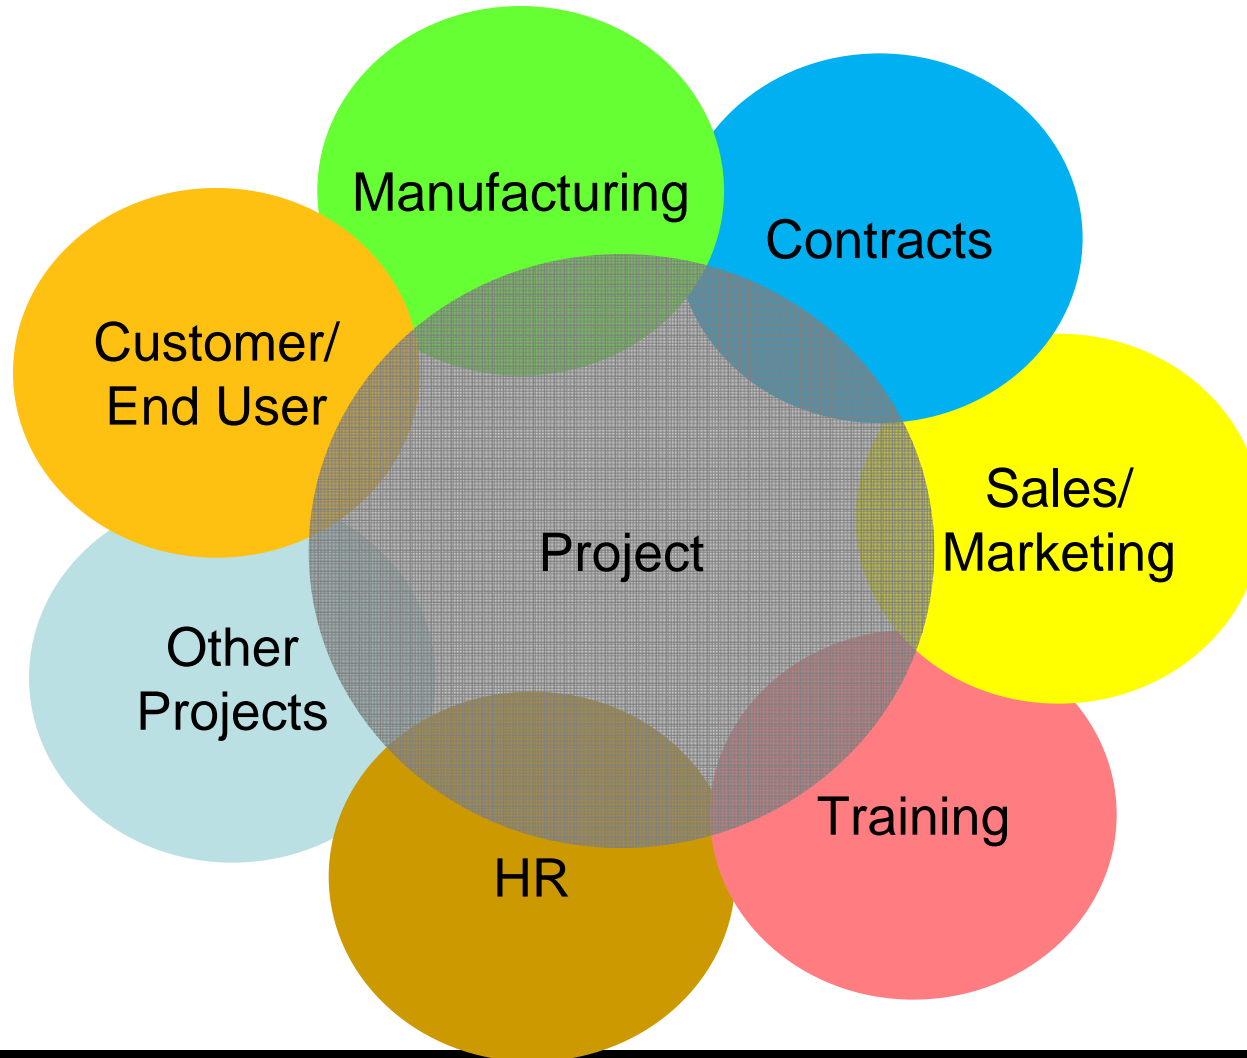 Manufacturing
Contracts
Customer/
End User
Sales/
Marketing
Project
Other
Projects
Training
HR